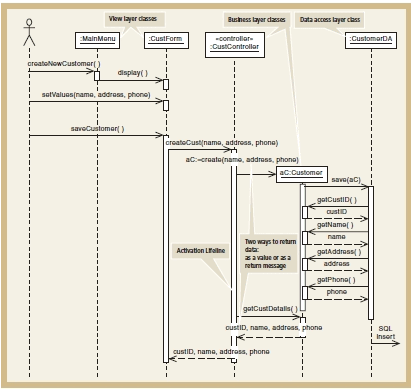 View layer classes
Business layer classes
Data access layer class
:MainMenu
:CustForm
«controller»
:CustController
:CustomerDA
createNewCustomer( )
display( )
setValues(name, address, phone)
saveCustomer( )
createCust(name, address, phone)
aC:=create(name, address, phone)
aC:Customer
save(aC)
getCustID( )
custID
getName( )
name
getAddress( )
address
getPhone( )
phone
Activation Lifeline
Two ways to return
data:
as a value or as a
return message
getCustDetails( )
custID, name, address, phone
SQL
Insert
custID, name, address, phone